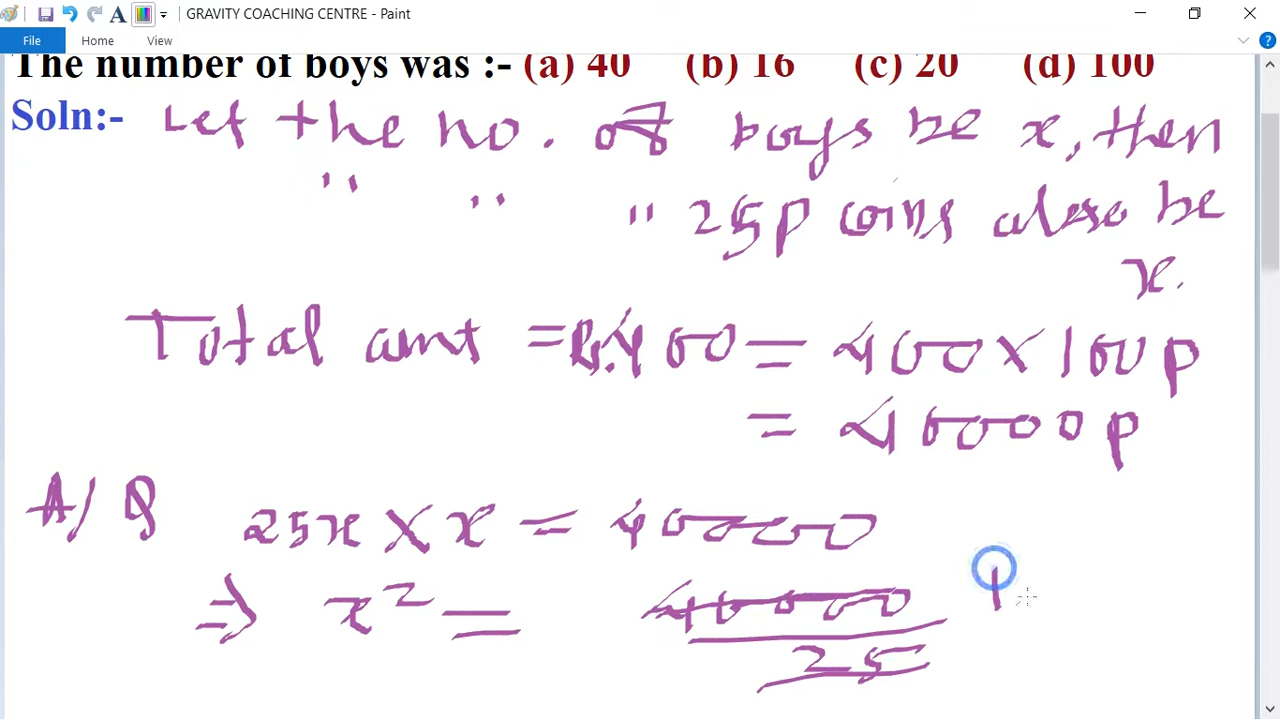 GRAVITY COACHING CENTRE - Paint
File Home View
The number of boys was :- (a) 40 (b) 16 (c) 20 (d) 100
Soln:- Let the no. of boys be x, then
" " " 25p coins also be
x.
Total amt = Rs.400 = 400 X 100p
= 40000p
A/Q 25x X x = 40000
⇒ x² = 40000 1
25